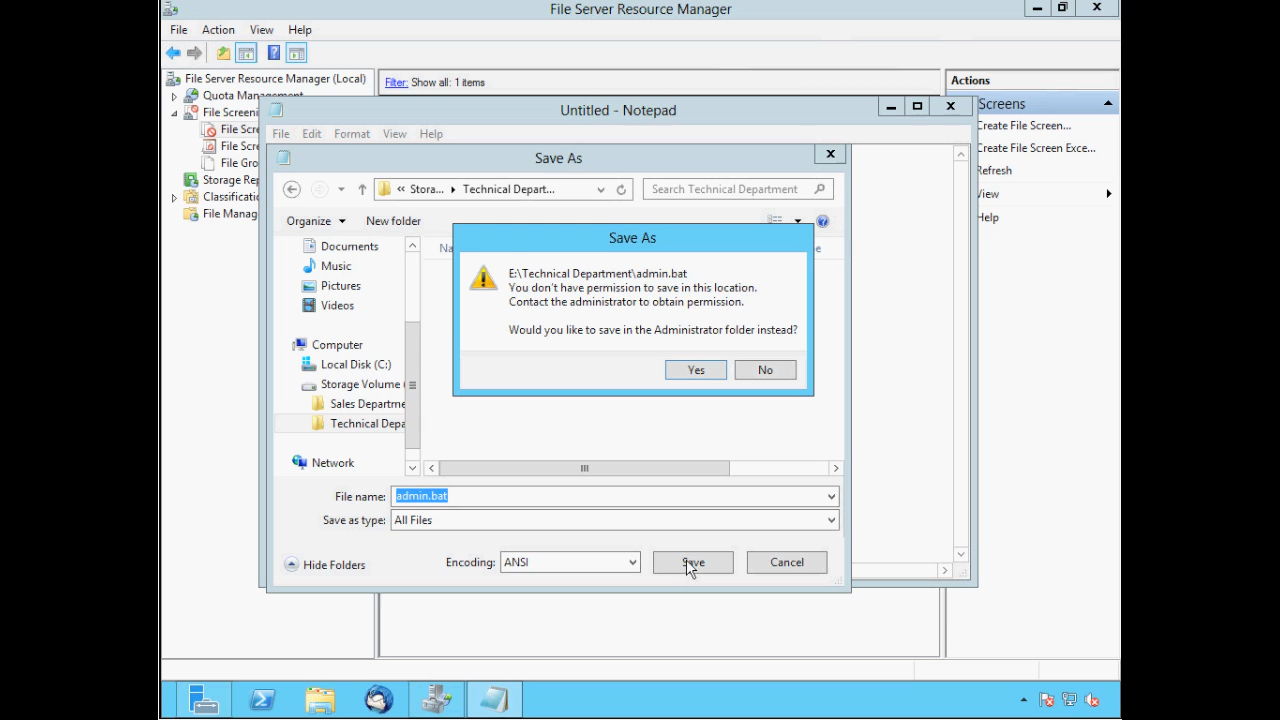 File Server Resource Manager
File Action View Help
File Server Resource Manager (Local)
Quota Management
File Screeni
File Scre
File Scre
File Gro
Storage Rep
Classificatio
File Manag
Filter: Show all: 1 items
Actions
Screens
Create File Screen...
Create File Screen Exce...
Refresh
View
Help
Untitled - Notepad
File Edit Format View Help
Save As
« Stora... Technical Depart...
Search Technical Department
Organize New folder
Na
e
Documents
Music
Pictures
Videos
Computer
Local Disk (C:)
Storage Volume (
Sales Departme
Technical Depa
Network
Save As
E:\Technical Department\admin.bat
You don't have permission to save in this location.
Contact the administrator to obtain permission.
Would you like to save in the Administrator folder instead?
Yes No
File name: admin.bat
Save as type: All Files
Hide Folders Encoding: ANSI Save Cancel